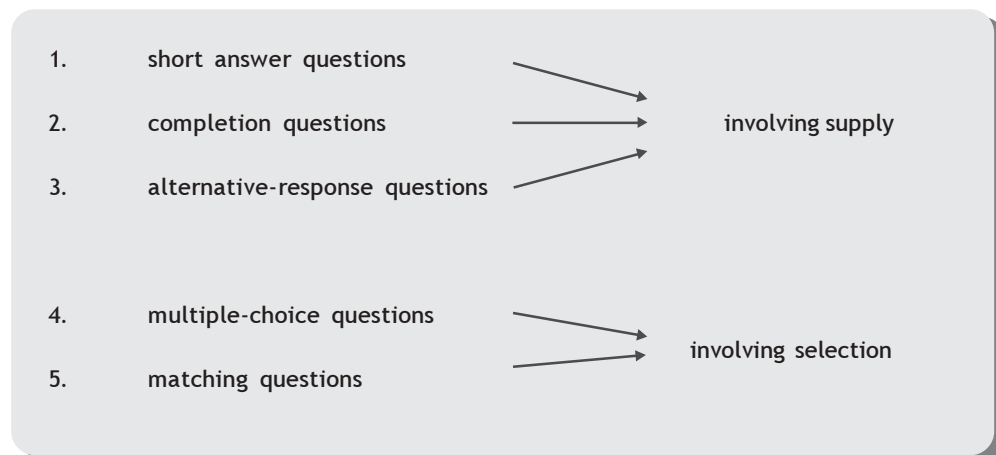 1. short answer questions
2. completion questions involving supply
3. alternative-response questions
4. multiple-choice questions
involving selection
5. matching questions